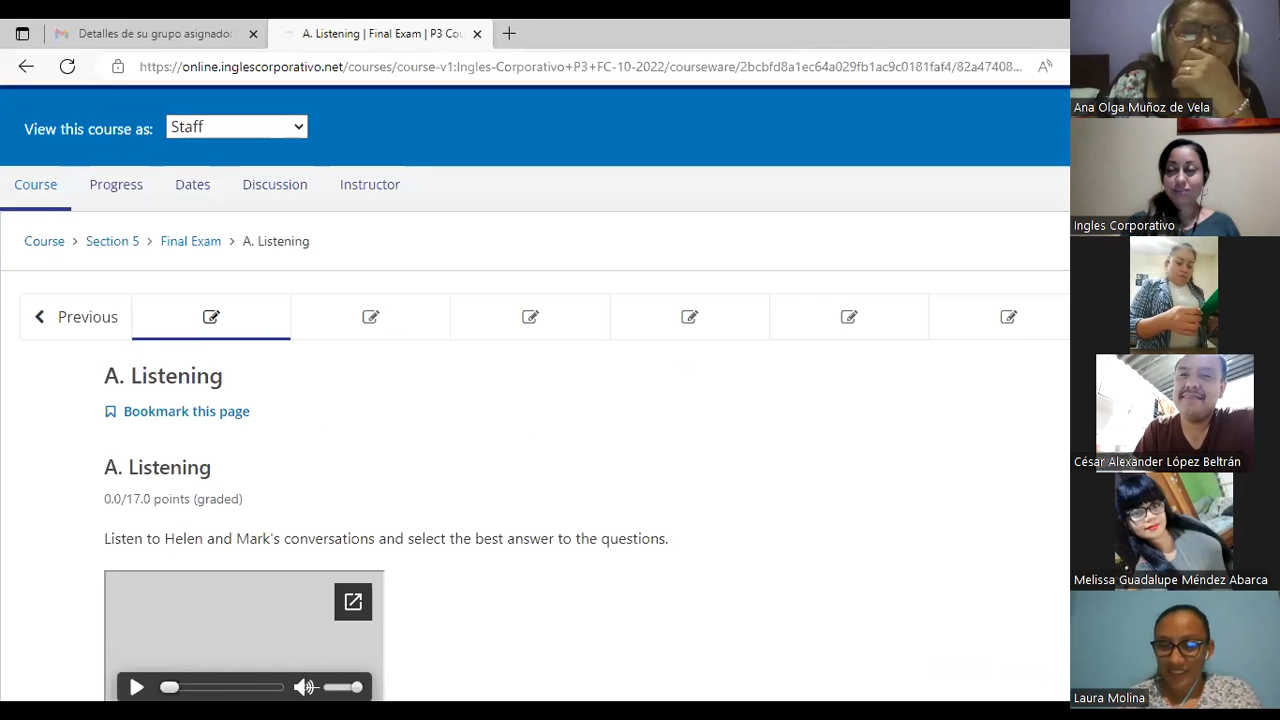 Detalles de su grupo asignado:
A. Listening | Final Exam | P3 Cou
https://online.inglescorporativo.net/courses/course-v1:Ingles-Corporativo+P3+FC-10-2022/courseware/2bcbfd8a1ec64a029fb1ac9c0181faf4/82a47408...
View this course as: Staff
Course Progress Dates Discussion Instructor
Course > Section 5 > Final Exam > A. Listening
Previous
A. Listening
Bookmark this page
A. Listening
0.0/17.0 points (graded)
Listen to Helen and Mark's conversations and select the best answer to the questions.
Ana Olga Muñoz de Vela
Ingles Corporativo
César Alexander López Beltrán
Melissa Guadalupe Méndez Abarca
Laura Molina